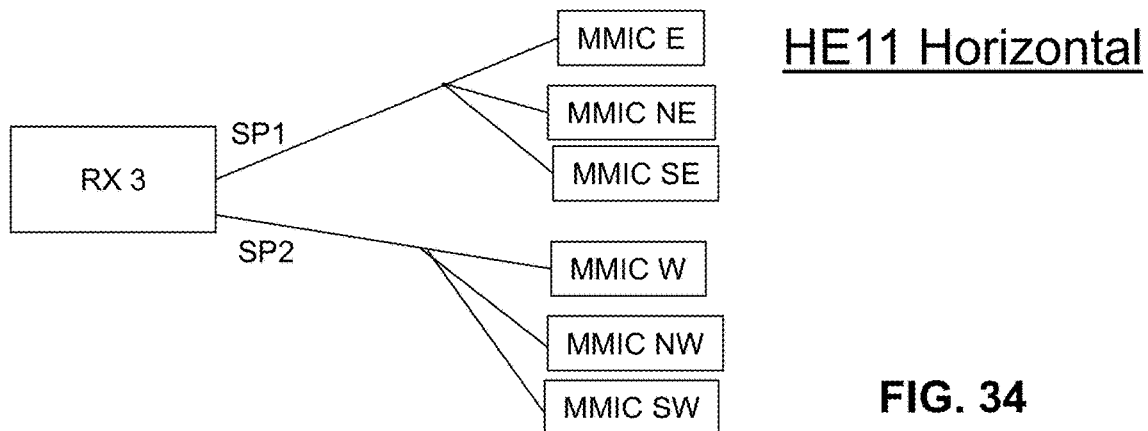 MMIC E
HE11 Horizontal
MMIC NE
SP1
MMIC SE
RX 3
SP2
MMIC W
MMIC NW
MMIC SW
FIG. 34